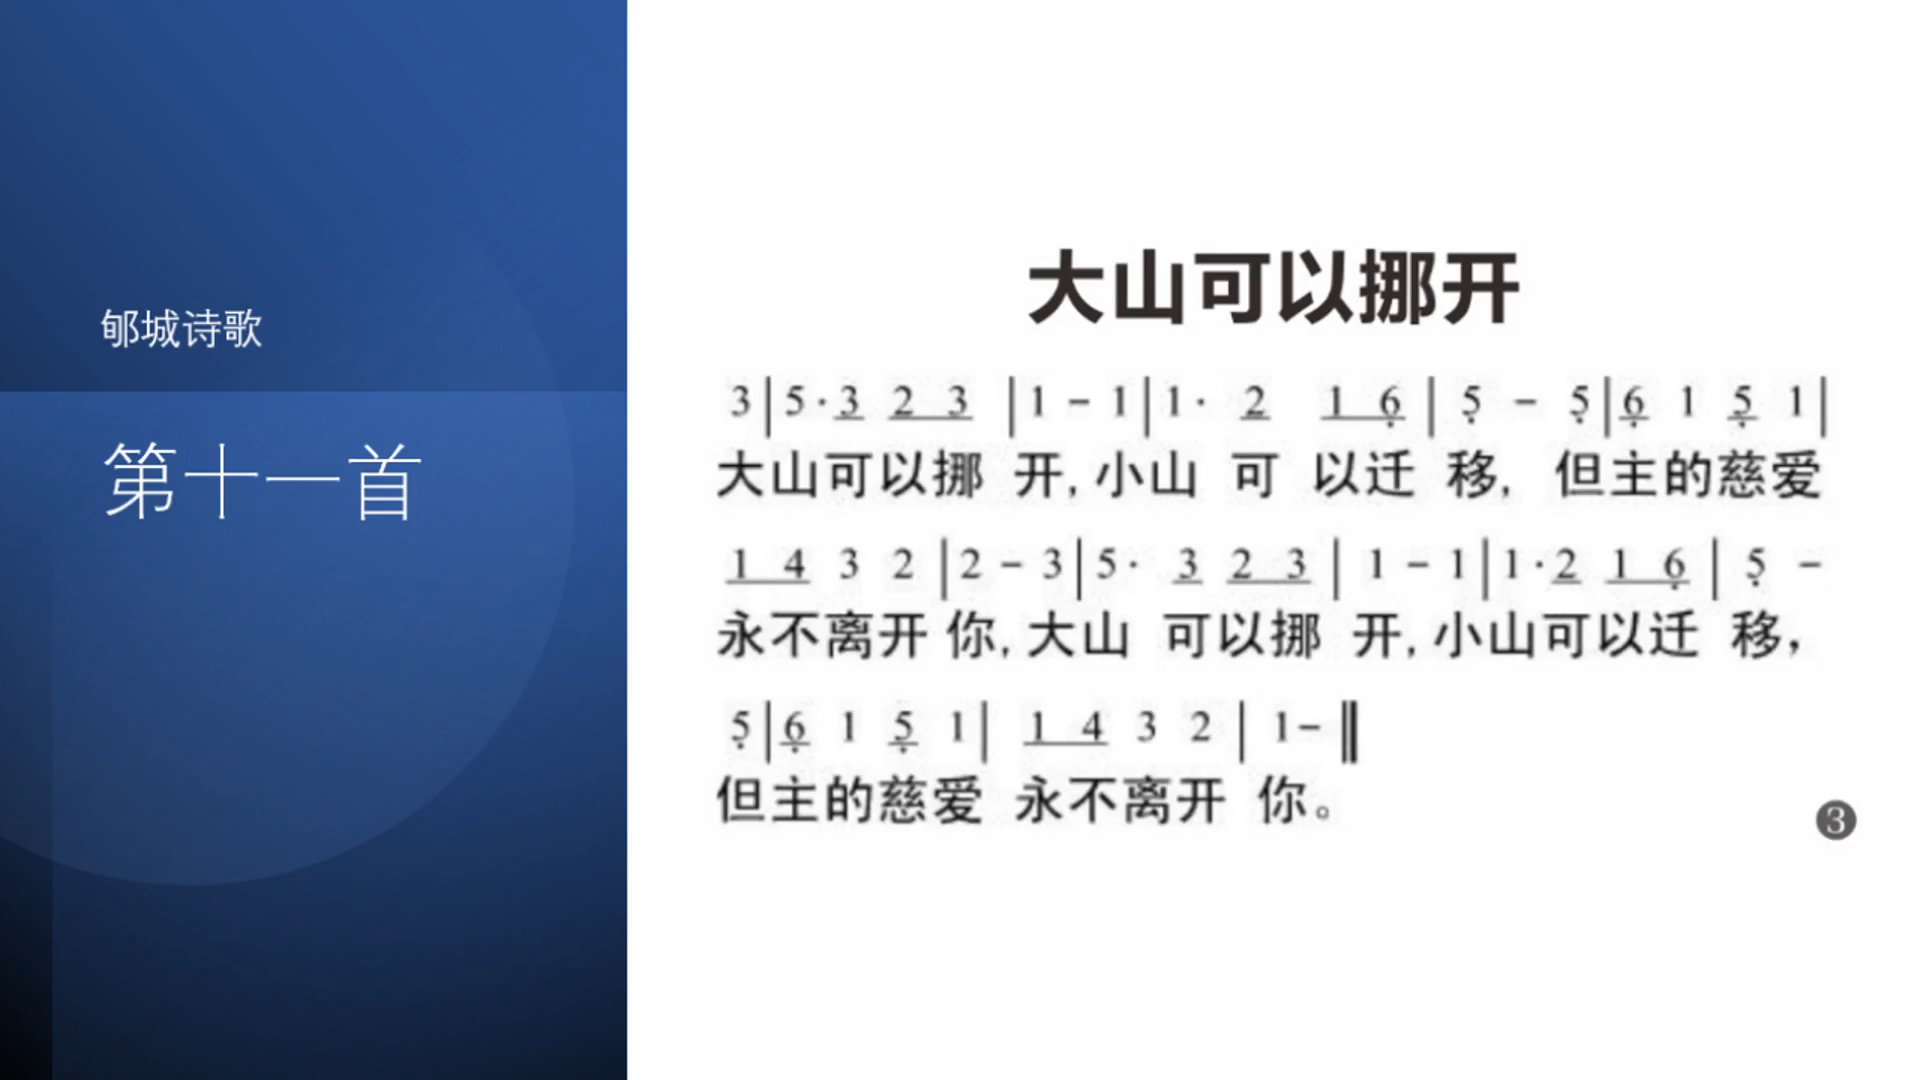 郇城诗歌
第十一首
大山可以挪开
3 | 5 · 3 2 3 | 1 - 1 | 1 · 2 1 6̣ | 5̣ - 5̣ | 6̣ 1 5̣ 1 |
大山可以挪 开, 小山 可 以迁 移, 但主的慈爱
1 4 3 2 | 2 - 3 | 5 · 3 2 3 | 1 - 1 | 1 · 2 1 6̣ | 5̣ -
永不离开 你, 大山 可以挪 开, 小山可以迁 移,
5̣ | 6̣ 1 5̣ 1 | 1 4 3 2 | 1 - ‖
但主的慈爱 永不离开 你。
❸